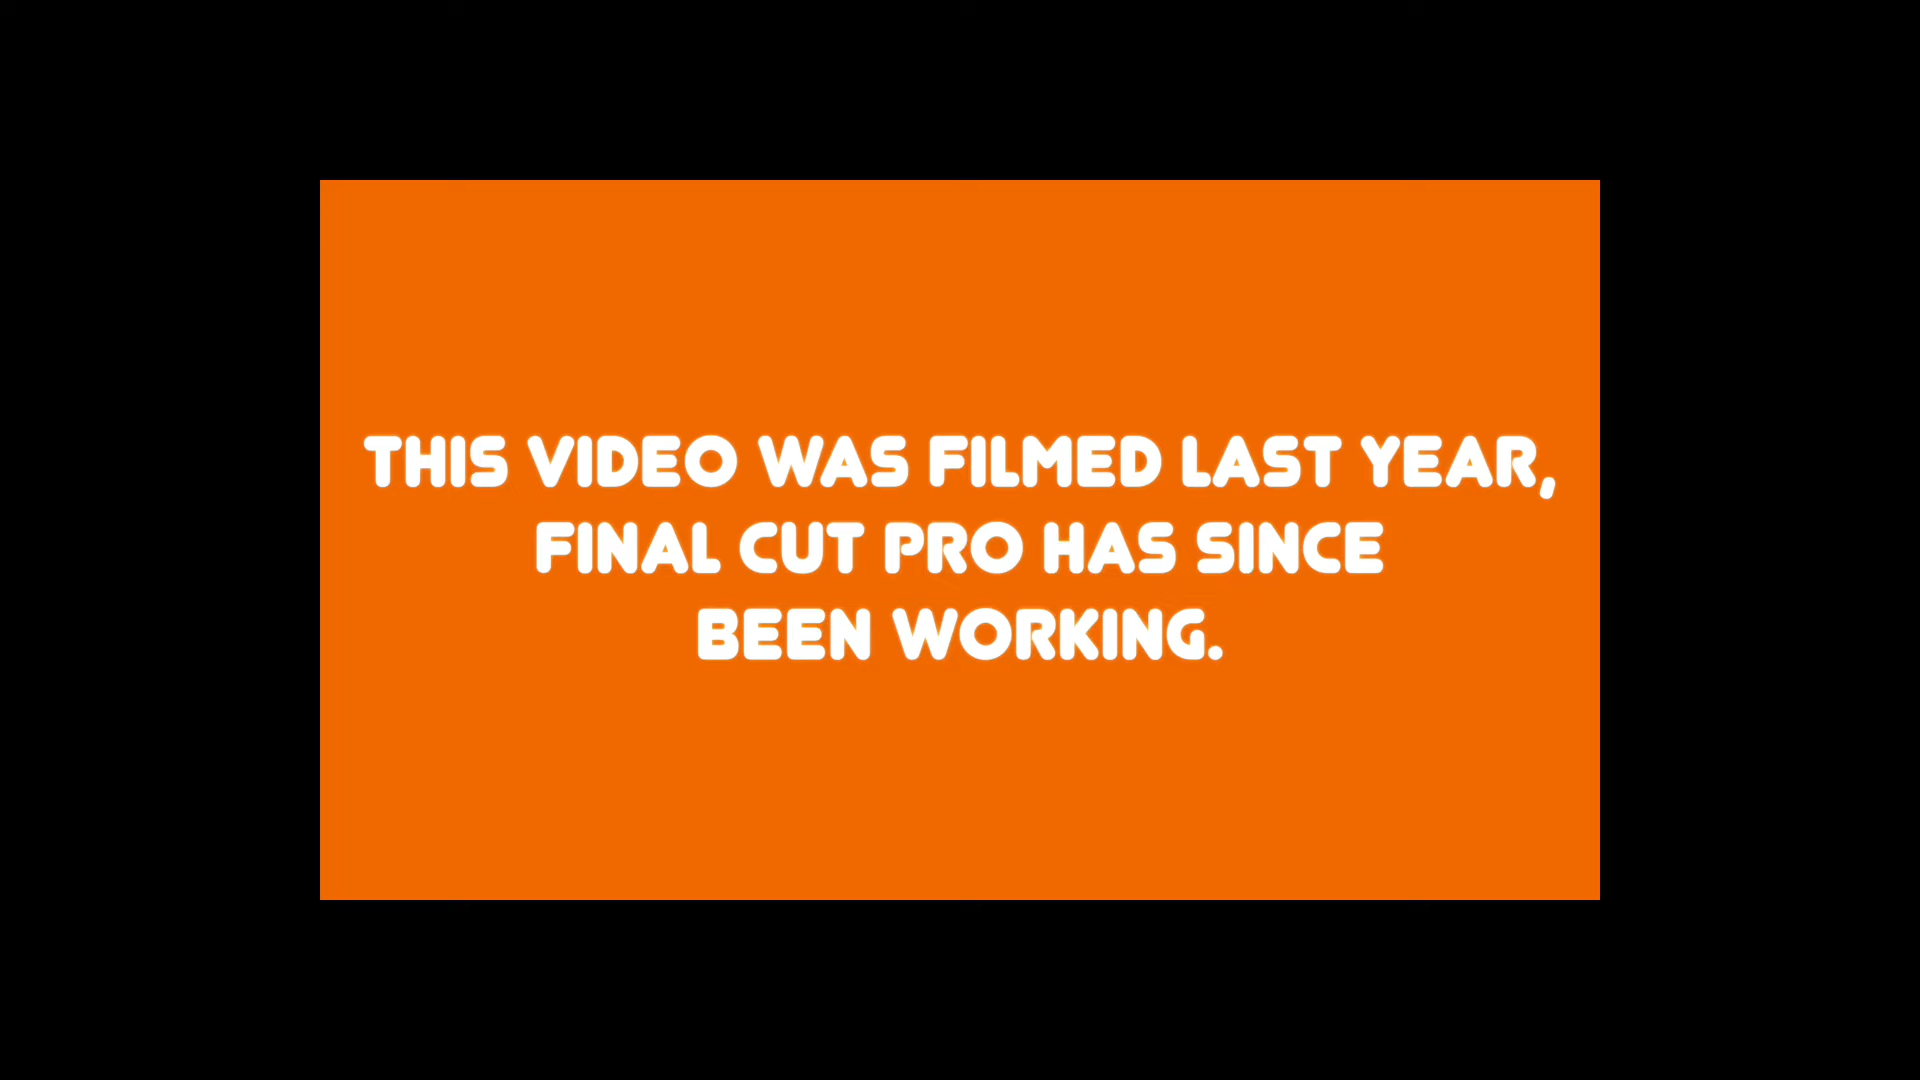 THIS VIDEO WAS FILMED LAST YEAR,
FINAL CUT PRO HAS SINCE
BEEN WORKING.